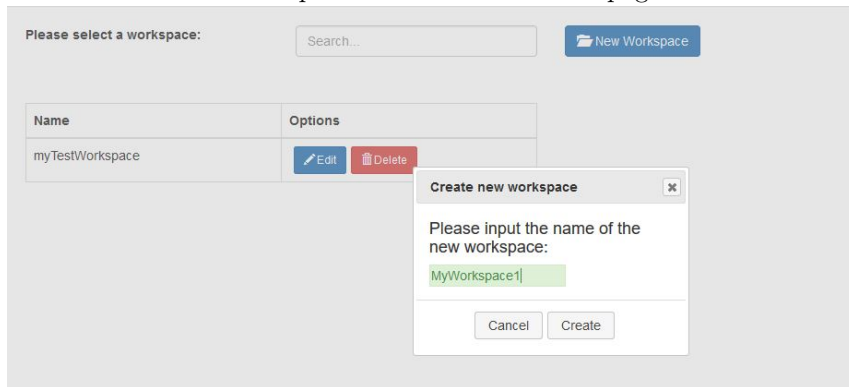 Please select a workspace:
Search...
New Workspace
Name Options
myTestWorkspace
Edit Delete
Create new workspace
Please input the name of the
new workspace:
MyWorkspace1
Cancel Create